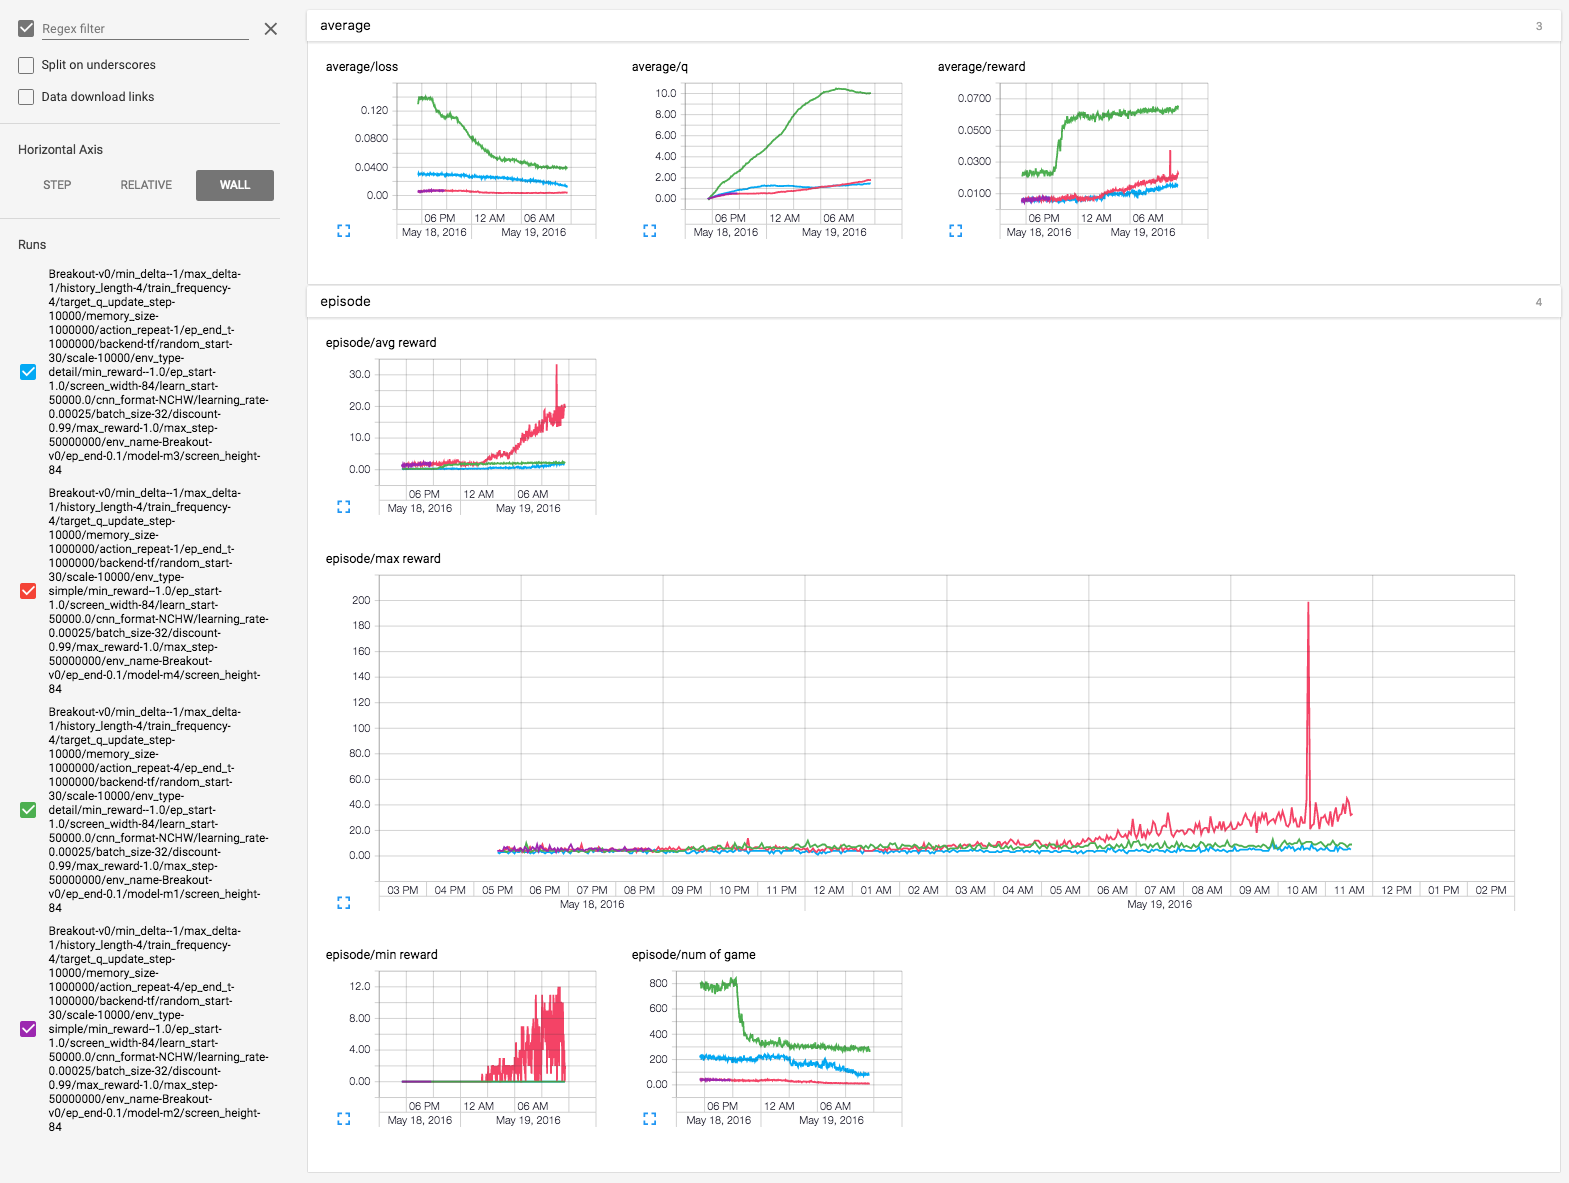 Regex filter
Split on underscores
Data download links
Horizontal Axis
STEP RELATIVE WALL
Runs
Breakout-v0/min_delta--1/max_delta-
1/history_length-4/train_frequency-
4/target_q_update_step-
10000/memory_size-
1000000/action_repeat-1/ep_end_t-
1000000/backend-tf/random_start-
30/scale-10000/env_type-
detail/min_reward--1.0/ep_start-
1.0/screen_width-84/learn_start-
50000.0/cnn_format-NCHW/learning_rate-
0.00025/batch_size-32/discount-
0.99/max_reward-1.0/max_step-
50000000/env_name-Breakout-
v0/ep_end-0.1/model-m3/screen_height-
84
Breakout-v0/min_delta--1/max_delta-
1/history_length-4/train_frequency-
4/target_q_update_step-
10000/memory_size-
1000000/action_repeat-1/ep_end_t-
1000000/backend-tf/random_start-
30/scale-10000/env_type-
simple/min_reward--1.0/ep_start-
1.0/screen_width-84/learn_start-
50000.0/cnn_format-NCHW/learning_rate-
0.00025/batch_size-32/discount-
0.99/max_reward-1.0/max_step-
50000000/env_name-Breakout-
v0/ep_end-0.1/model-m4/screen_height-
84
Breakout-v0/min_delta--1/max_delta-
1/history_length-4/train_frequency-
4/target_q_update_step-
10000/memory_size-
1000000/action_repeat-4/ep_end_t-
1000000/backend-tf/random_start-
30/scale-10000/env_type-
detail/min_reward--1.0/ep_start-
1.0/screen_width-84/learn_start-
50000.0/cnn_format-NCHW/learning_rate-
0.00025/batch_size-32/discount-
0.99/max_reward-1.0/max_step-
50000000/env_name-Breakout-
v0/ep_end-0.1/model-m1/screen_height-
84
Breakout-v0/min_delta--1/max_delta-
1/history_length-4/train_frequency-
4/target_q_update_step-
10000/memory_size-
1000000/action_repeat-4/ep_end_t-
1000000/backend-tf/random_start-
30/scale-10000/env_type-
simple/min_reward--1.0/ep_start-
1.0/screen_width-84/learn_start-
50000.0/cnn_format-NCHW/learning_rate-
0.00025/batch_size-32/discount-
0.99/max_reward-1.0/max_step-
50000000/env_name-Breakout-
v0/ep_end-0.1/model-m2/screen_height-
84
average 3
average/loss
0.120
0.0800
0.0400
0.00
06 PM 12 AM 06 AM
May 18, 2016 May 19, 2016
average/q
10.0
8.00
6.00
4.00
2.00
0.00
06 PM 12 AM 06 AM
May 18, 2016 May 19, 2016
average/reward
0.0700
0.0500
0.0300
0.0100
06 PM 12 AM 06 AM
May 18, 2016 May 19, 2016
episode 4
episode/avg reward
30.0
20.0
10.0
0.00
06 PM 12 AM 06 AM
May 18, 2016 May 19, 2016
episode/max reward
200
180
160
140
120
100
80.0
60.0
40.0
20.0
0.00
03 PM 04 PM 05 PM 06 PM 07 PM 08 PM 09 PM 10 PM 11 PM 12 AM 01 AM 02 AM 03 AM 04 AM 05 AM 06 AM 07 AM 08 AM 09 AM 10 AM 11 AM 12 PM 01 PM 02 PM
May 18, 2016 May 19, 2016
episode/min reward
12.0
8.00
4.00
0.00
06 PM 12 AM 06 AM
May 18, 2016 May 19, 2016
episode/num of game
800
600
400
200
0.00
06 PM 12 AM 06 AM
May 18, 2016 May 19, 2016